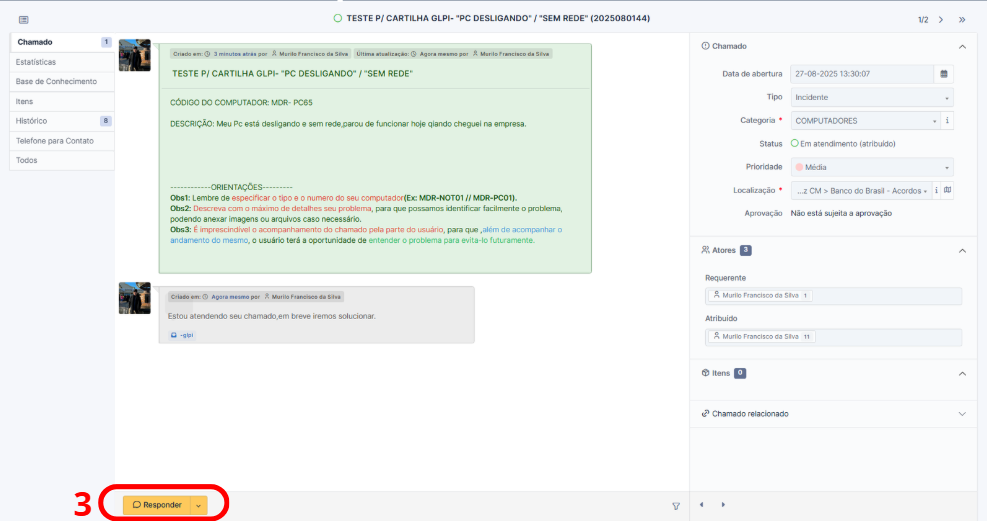 TESTE P/ CARTILHA GLPI- "PC DESLIGANDO" / "SEM REDE" (2025080144)
1/2
Chamado 1
Estatísticas
Base de Conhecimento
Itens
Histórico 8
Telefone para Contato
Todos
Criado em: 3 minutos atrás por Murilo Francisco da Silva Última atualização: Agora mesmo por Murilo Francisco da Silva
TESTE P/ CARTILHA GLPI- "PC DESLIGANDO" / "SEM REDE"
CÓDIGO DO COMPUTADOR: MDR- PC65
DESCRIÇÃO: Meu Pc está desligando e sem rede,parou de funcionar hoje qiando cheguei na empresa.
------------ORIENTAÇÕES---------
Obs1: Lembre de especificar o tipo e o numero do seu computador(Ex: MDR-NOT01 // MDR-PC01).
Obs2: Descreva com o máximo de detalhes seu problema, para que possamos identificar facilmente o problema,
podendo anexar imagens ou arquivos caso necessário.
Obs3: É imprescindível o acompanhamento do chamado pela parte do usuário, para que ,além de acompanhar o
andamento do mesmo, o usuário terá a oportunidade de entender o problema para evita-lo futuramente.
Criado em: Agora mesmo por Murilo Francisco da Silva
Estou atendendo seu chamado,em breve iremos solucionar.
-glpi
3
Responder
Chamado
Data de abertura 27-08-2025 13:30:07
Tipo Incidente
Categoria * COMPUTADORES i
Status Em atendimento (atribuído)
Prioridade Média
Localização * ...z CM > Banco do Brasil - Acordos i
Aprovação Não está sujeita a aprovação
Atores 3
Requerente
Murilo Francisco da Silva 1
Atribuído
Murilo Francisco da Silva 11
Itens 0
Chamado relacionado